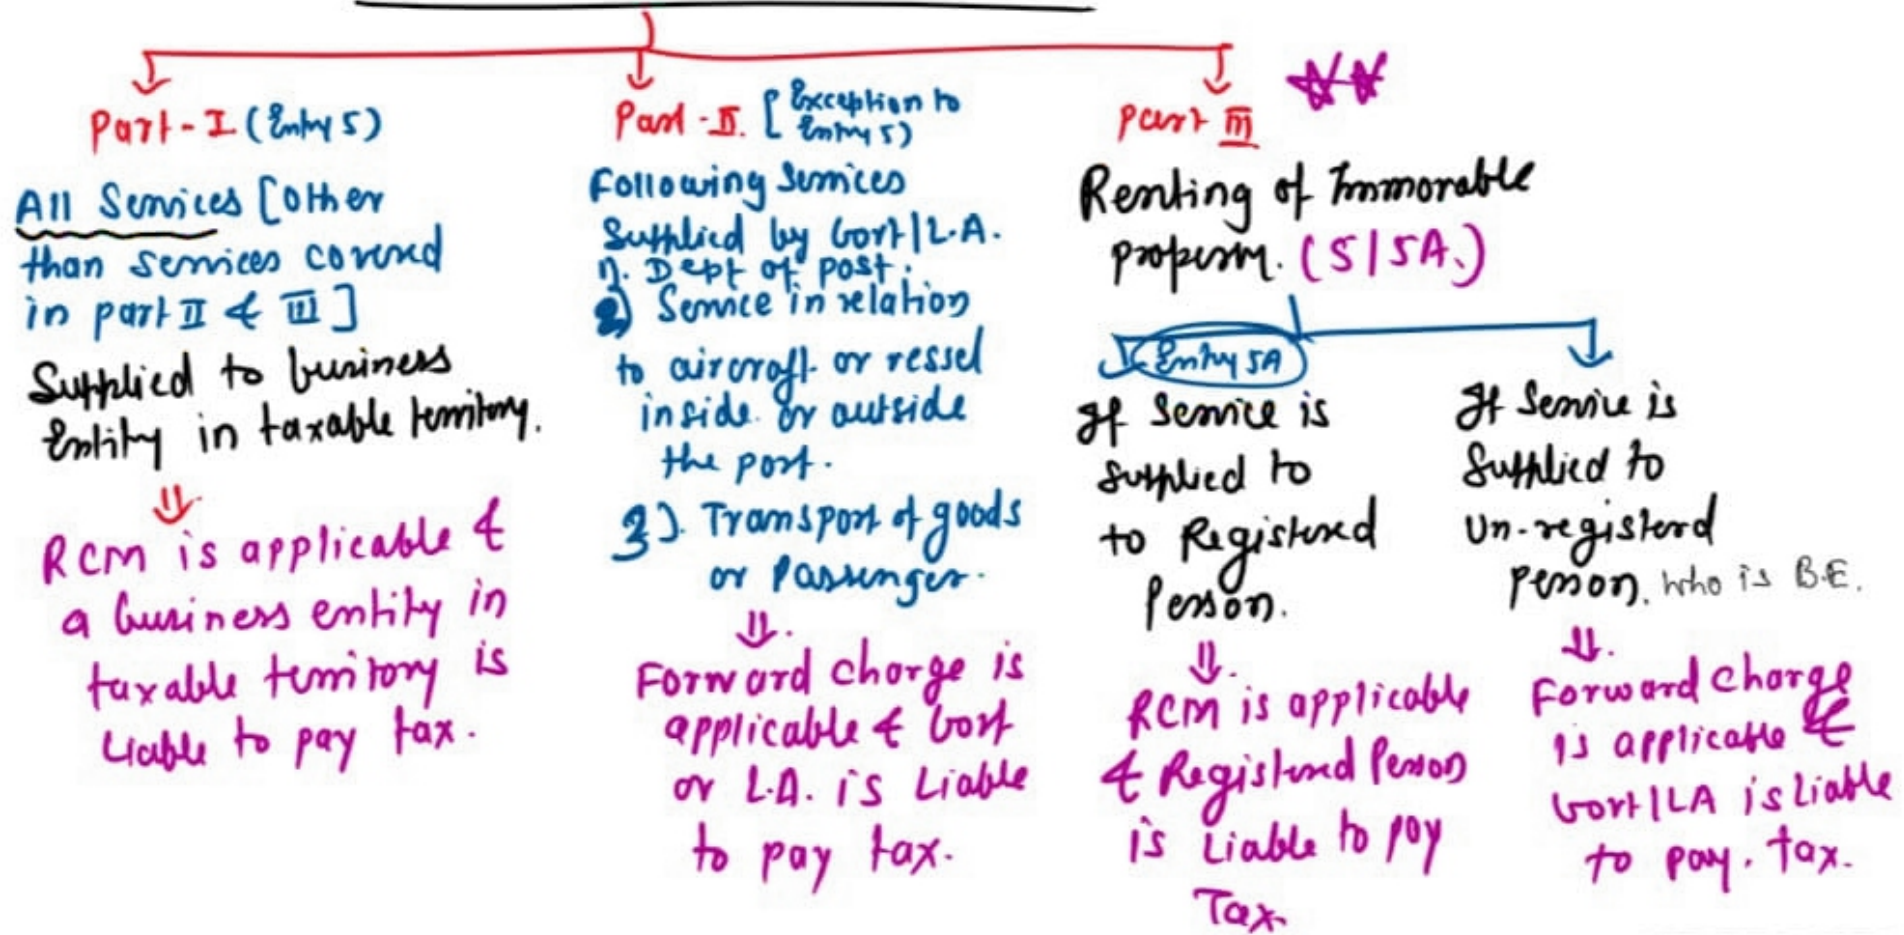 Part-I (Entry 5)
All Services [other
than services covered
in part II & III]
Supplied to business
Entity in taxable territory.
⇓
RCM is applicable &
a business entity in
taxable territory is
Liable to pay tax.
Part-II. [Exception to
Entry 5)
Following Services
Supplied by Govt/L.A.
1). Dept of post.
2) Service in relation
to aircraft or vessel
inside or outside
the port.
3). Transport of goods
or Passenger.
⇓
Forward charge is
applicable & Govt
or L.A. is Liable
to pay tax.
Part III
Renting of Immovable
property. (5/5A.)
Entry 5A
If Service is
supplied to
to Registered
Person.
⇓
RCM is applicable
& Registered Person
is Liable to pay
Tax
If Service is
Supplied to
Un-registerd
person. who is B.E.
⇓
Forward Charge
is applicable &
Govt/LA is Liable
to pay. tax.